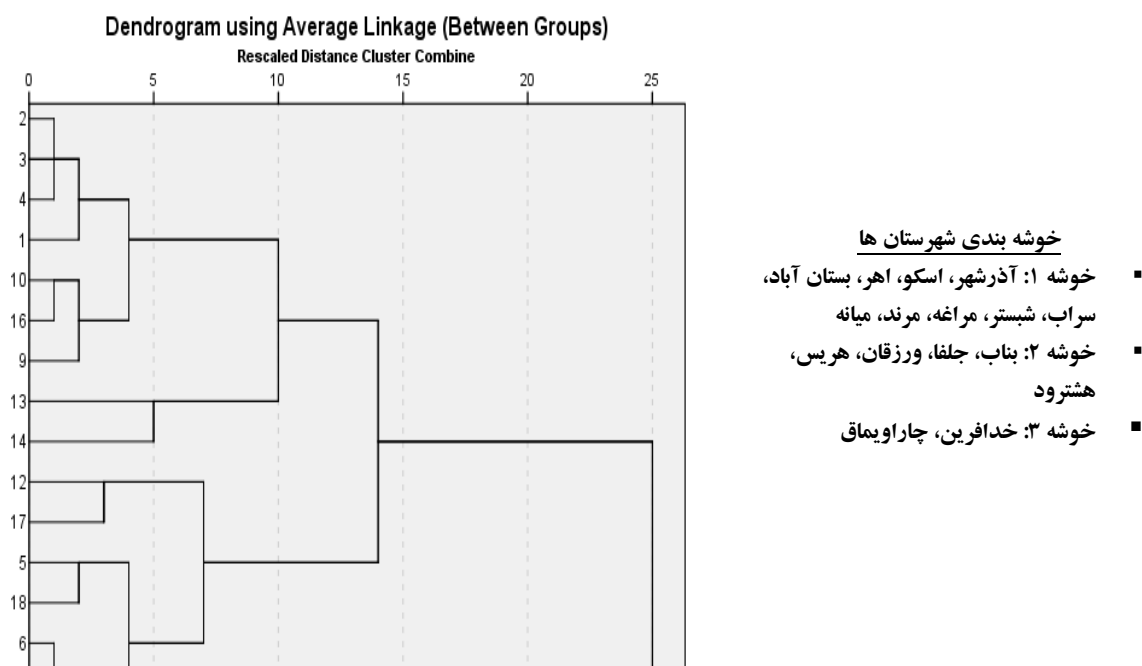 Dendrogram using Average Linkage (Between Groups)
Rescaled Distance Cluster Combine
0 5 10 15 20 25
2
3
4
1
10
16
9
13
14
12
17
5
18
6
خوشه بندی شهرستان ها
▪ خوشه ۱: آذرشهر، اسکو، اهر، بستان آباد،
سراب، شبستر، مراغه، مرند، میانه
▪ خوشه ۲: بناب، جلفا، ورزقان، هریس،
هشترود
▪ خوشه ۳: خدافرین، چاراویماق